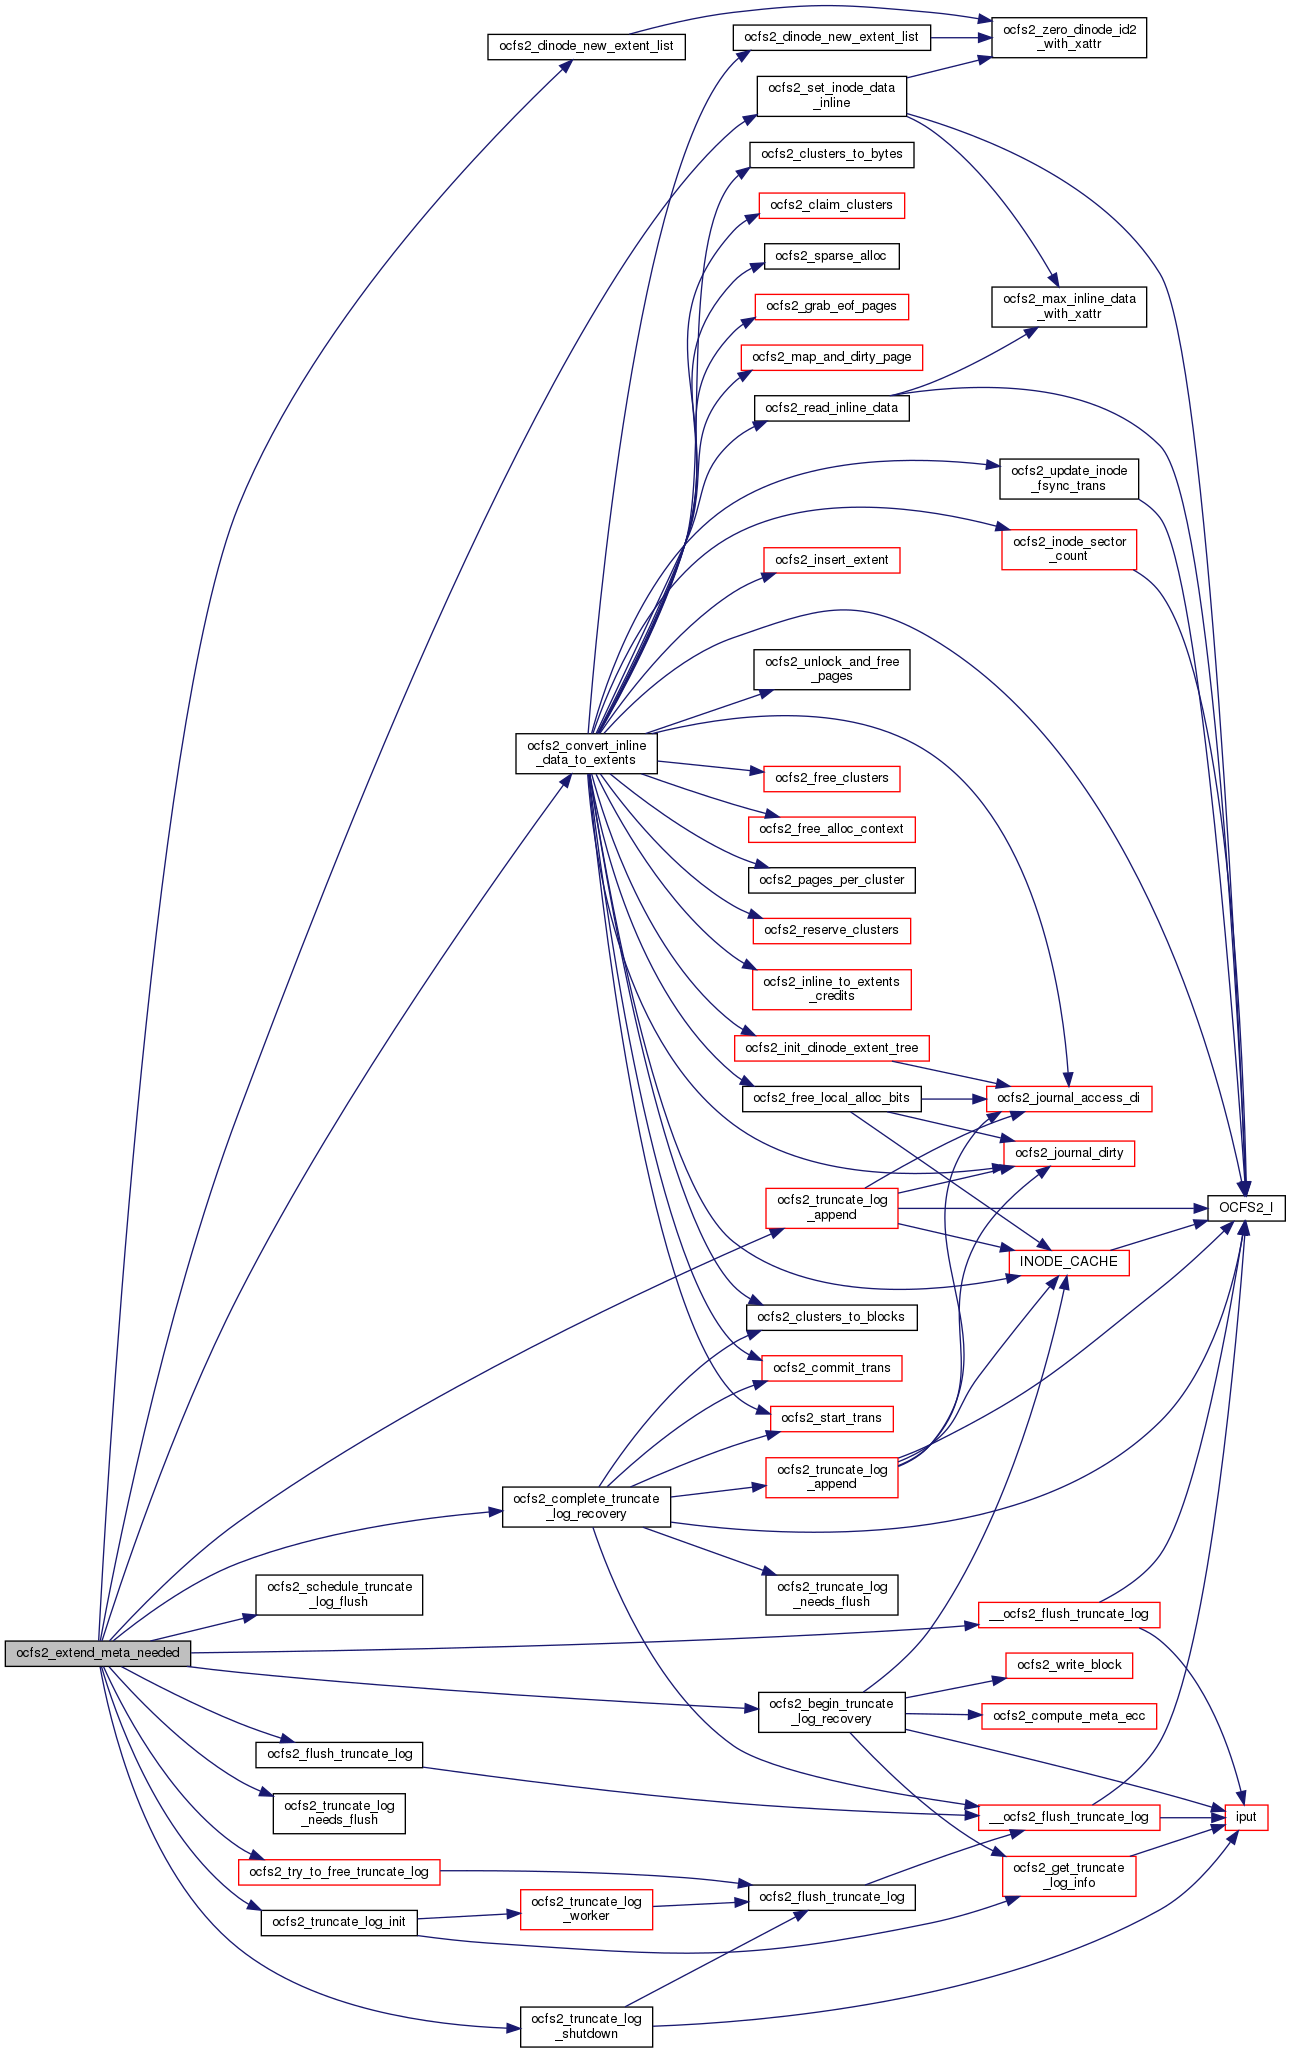 ocfs2_dinode_new_extent_list
ocfs2_dinode_new_extent_list
ocfs2_zero_dinode_id2
_with_xattr
ocfs2_set_inode_data
_inline
ocfs2_clusters_to_bytes
ocfs2_claim_clusters
ocfs2_sparse_alloc
ocfs2_grab_eof_pages
ocfs2_max_inline_data
_with_xattr
ocfs2_map_and_dirty_page
ocfs2_read_inline_data
ocfs2_update_inode
_fsync_trans
ocfs2_inode_sector
_count
ocfs2_insert_extent
ocfs2_unlock_and_free
_pages
ocfs2_convert_inline
_data_to_extents
ocfs2_free_clusters
ocfs2_free_alloc_context
ocfs2_pages_per_cluster
ocfs2_reserve_clusters
ocfs2_inline_to_extents
_credits
ocfs2_init_dinode_extent_tree
ocfs2_free_local_alloc_bits
ocfs2_journal_access_di
ocfs2_journal_dirty
ocfs2_truncate_log
_append
OCFS2_I
INODE_CACHE
ocfs2_clusters_to_blocks
ocfs2_commit_trans
ocfs2_start_trans
ocfs2_truncate_log
_append
ocfs2_complete_truncate
_log_recovery
ocfs2_schedule_truncate
_log_flush
ocfs2_truncate_log
_needs_flush
__ocfs2_flush_truncate_log
ocfs2_extend_meta_needed
ocfs2_write_block
ocfs2_begin_truncate
_log_recovery
ocfs2_compute_meta_ecc
ocfs2_flush_truncate_log
ocfs2_truncate_log
_needs_flush
__ocfs2_flush_truncate_log
iput
ocfs2_try_to_free_truncate_log
ocfs2_get_truncate
_log_info
ocfs2_flush_truncate_log
ocfs2_truncate_log_init
ocfs2_truncate_log
_worker
ocfs2_truncate_log
_shutdown